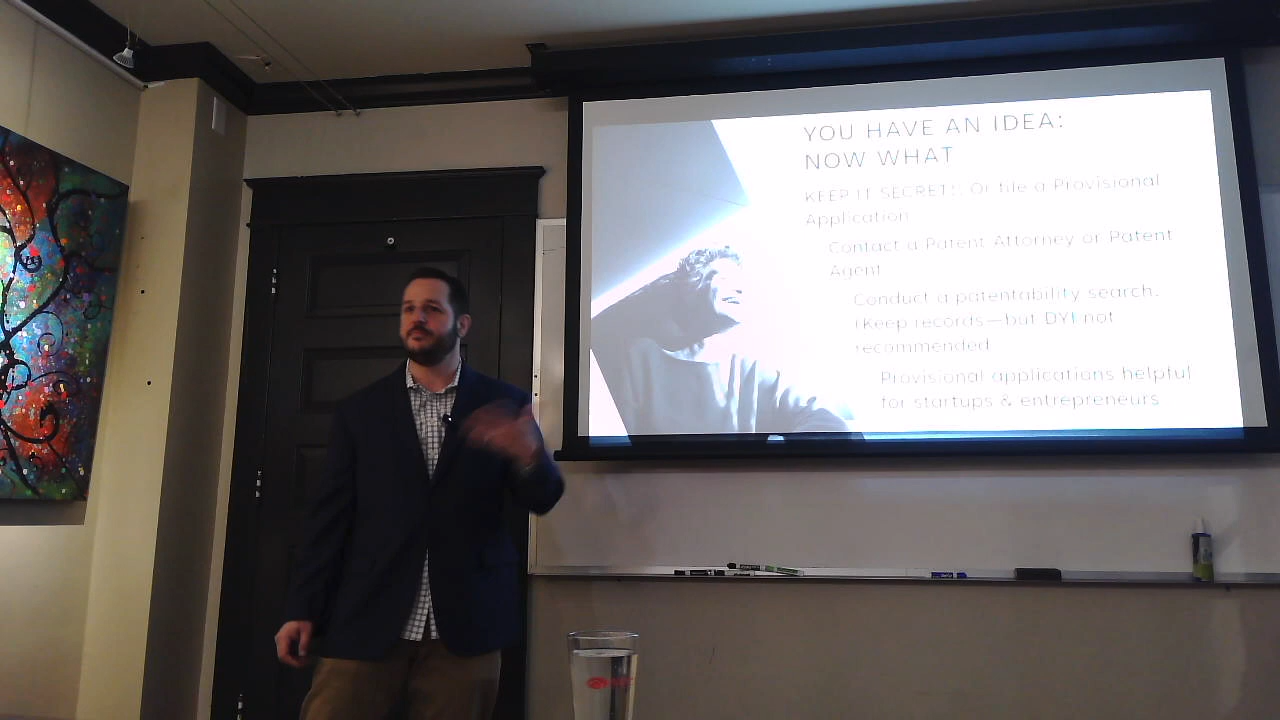 YOU HAVE AN IDEA:
NOW WHAT
KEEP IT SECRET!. Or file a Provisional
Application
Contact a Patent Attorney or Patent
Agent
Conduct a patentability search.
(Keep records—but DYI not
recommended
Provisional applications helpful
for startups & entrepreneurs